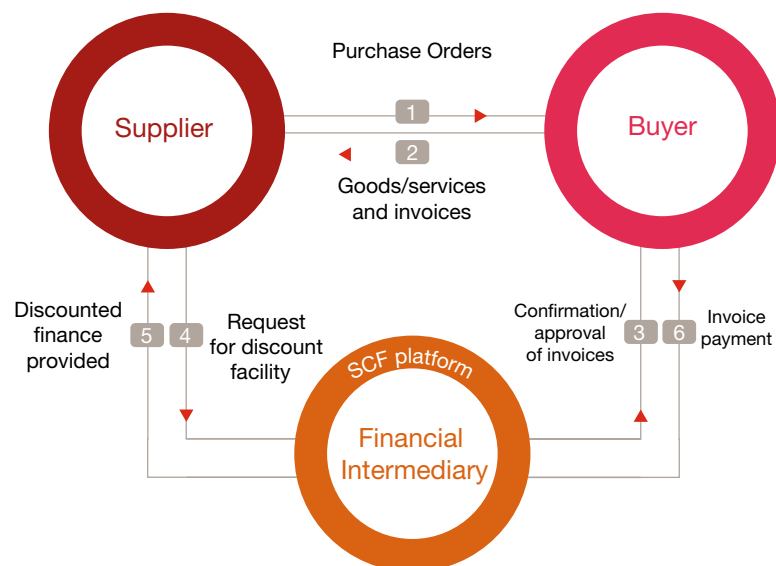 Purchase Orders
1
Supplier
Buyer
2
Goods/services
and invoices
Discounted
finance
provided
5
4
Request
for discount
facility
Confirmation/
approval
of invoices
3
6
Invoice
payment
SCF platform
Financial
Intermediary